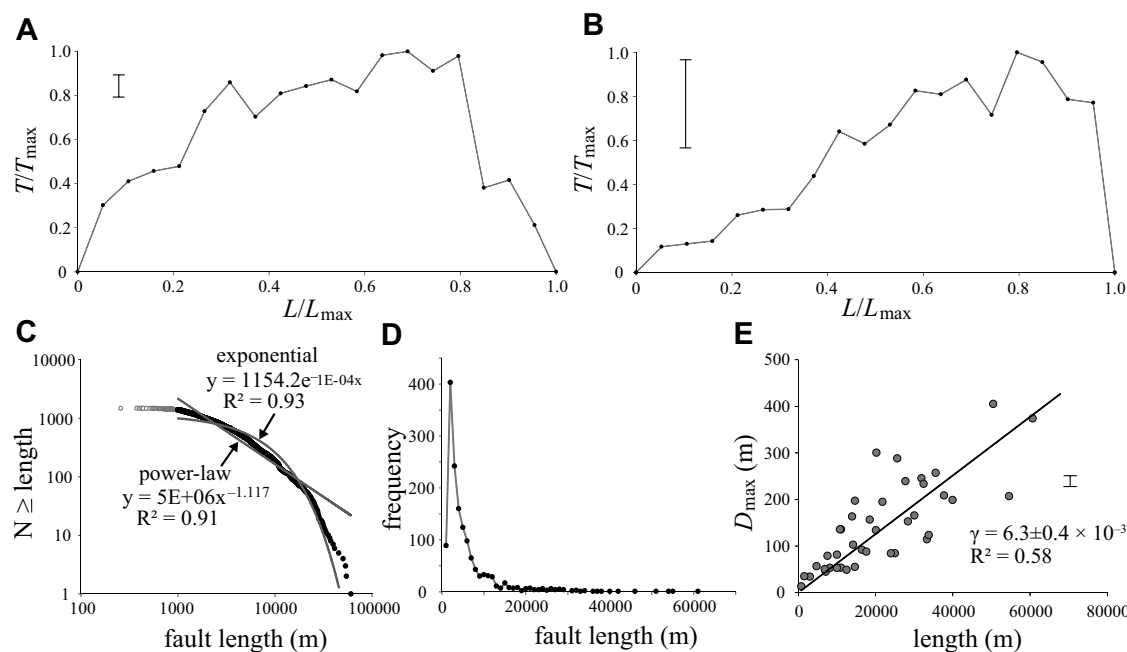 A
1.0
0.8
0.6
0.4
0.2
0
T/Tmax
0 0.2 0.4 0.6 0.8 1.0
L/Lmax
B
1.0
0.8
0.6
0.4
0.2
0
T/Tmax
0 0.2 0.4 0.6 0.8 1.0
L/Lmax
C
10000
1000
100
10
1
N ≥ length
exponential
y = 1154.2e–1E-04x
R² = 0.93
power-law
y = 5E+06x–1.117
R² = 0.91
100 1000 10000 100000
fault length (m)
D
400
300
200
100
0
frequency
0 20000 40000 60000
fault length (m)
E
500
400
300
200
100
0
Dmax (m)
γ = 6.3±0.4 × 10–3
R² = 0.58
0 20000 40000 60000 80000
length (m)